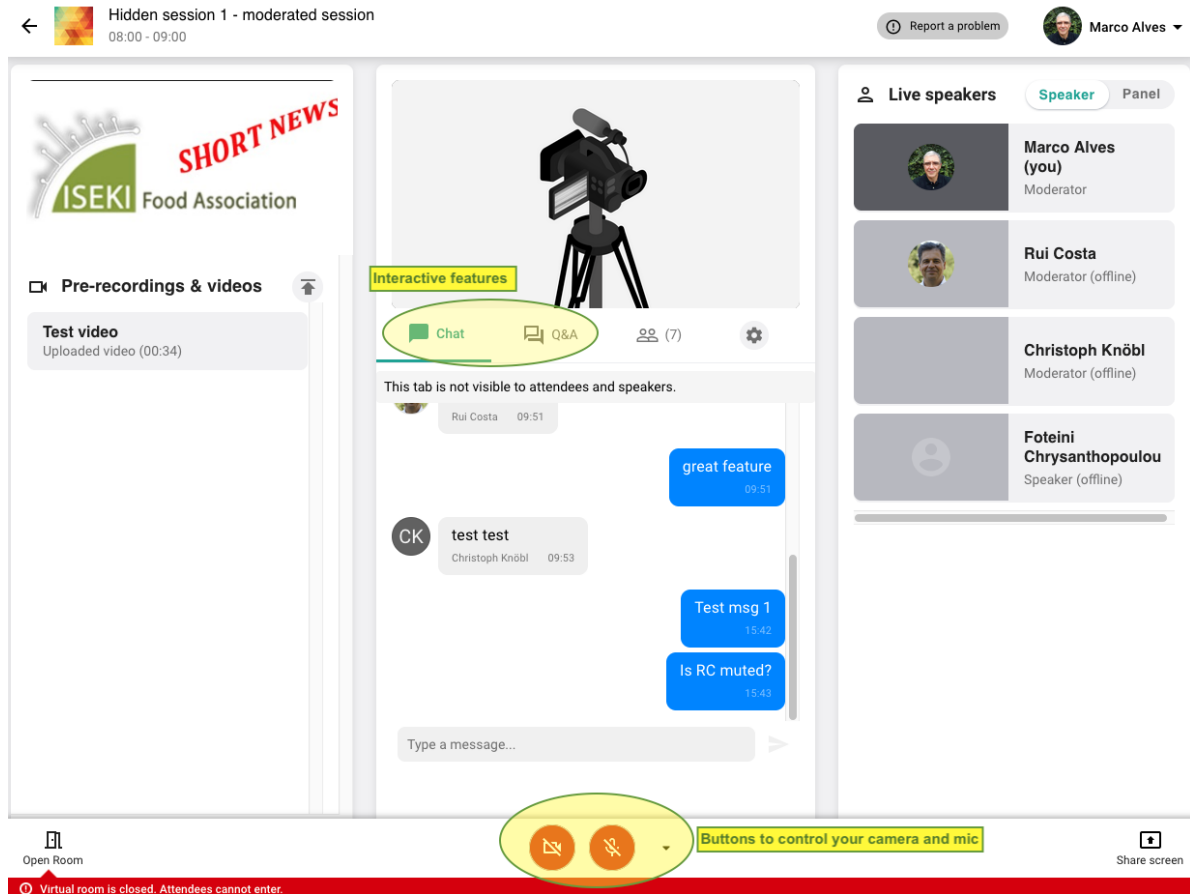 Hidden session 1 - moderated session
08:00 - 09:00
Report a problem
Marco Alves
SHORT NEWS
ISEKI Food Association
Pre-recordings & videos
Test video
Uploaded video (00:34)
Interactive features
Chat
Q&A
(7)
This tab is not visible to attendees and speakers.
Rui Costa 09:51
great feature
09:51
CK
test test
Christoph Knöbl 09:53
Test msg 1
15:42
Is RC muted?
15:43
Type a message...
Live speakers
Speaker
Panel
Marco Alves
(you)
Moderator
Rui Costa
Moderator (offline)
Christoph Knöbl
Moderator (offline)
Foteini
Chrysanthopoulou
Speaker (offline)
Open Room
Buttons to control your camera and mic
Share screen
Virtual room is closed. Attendees cannot enter.